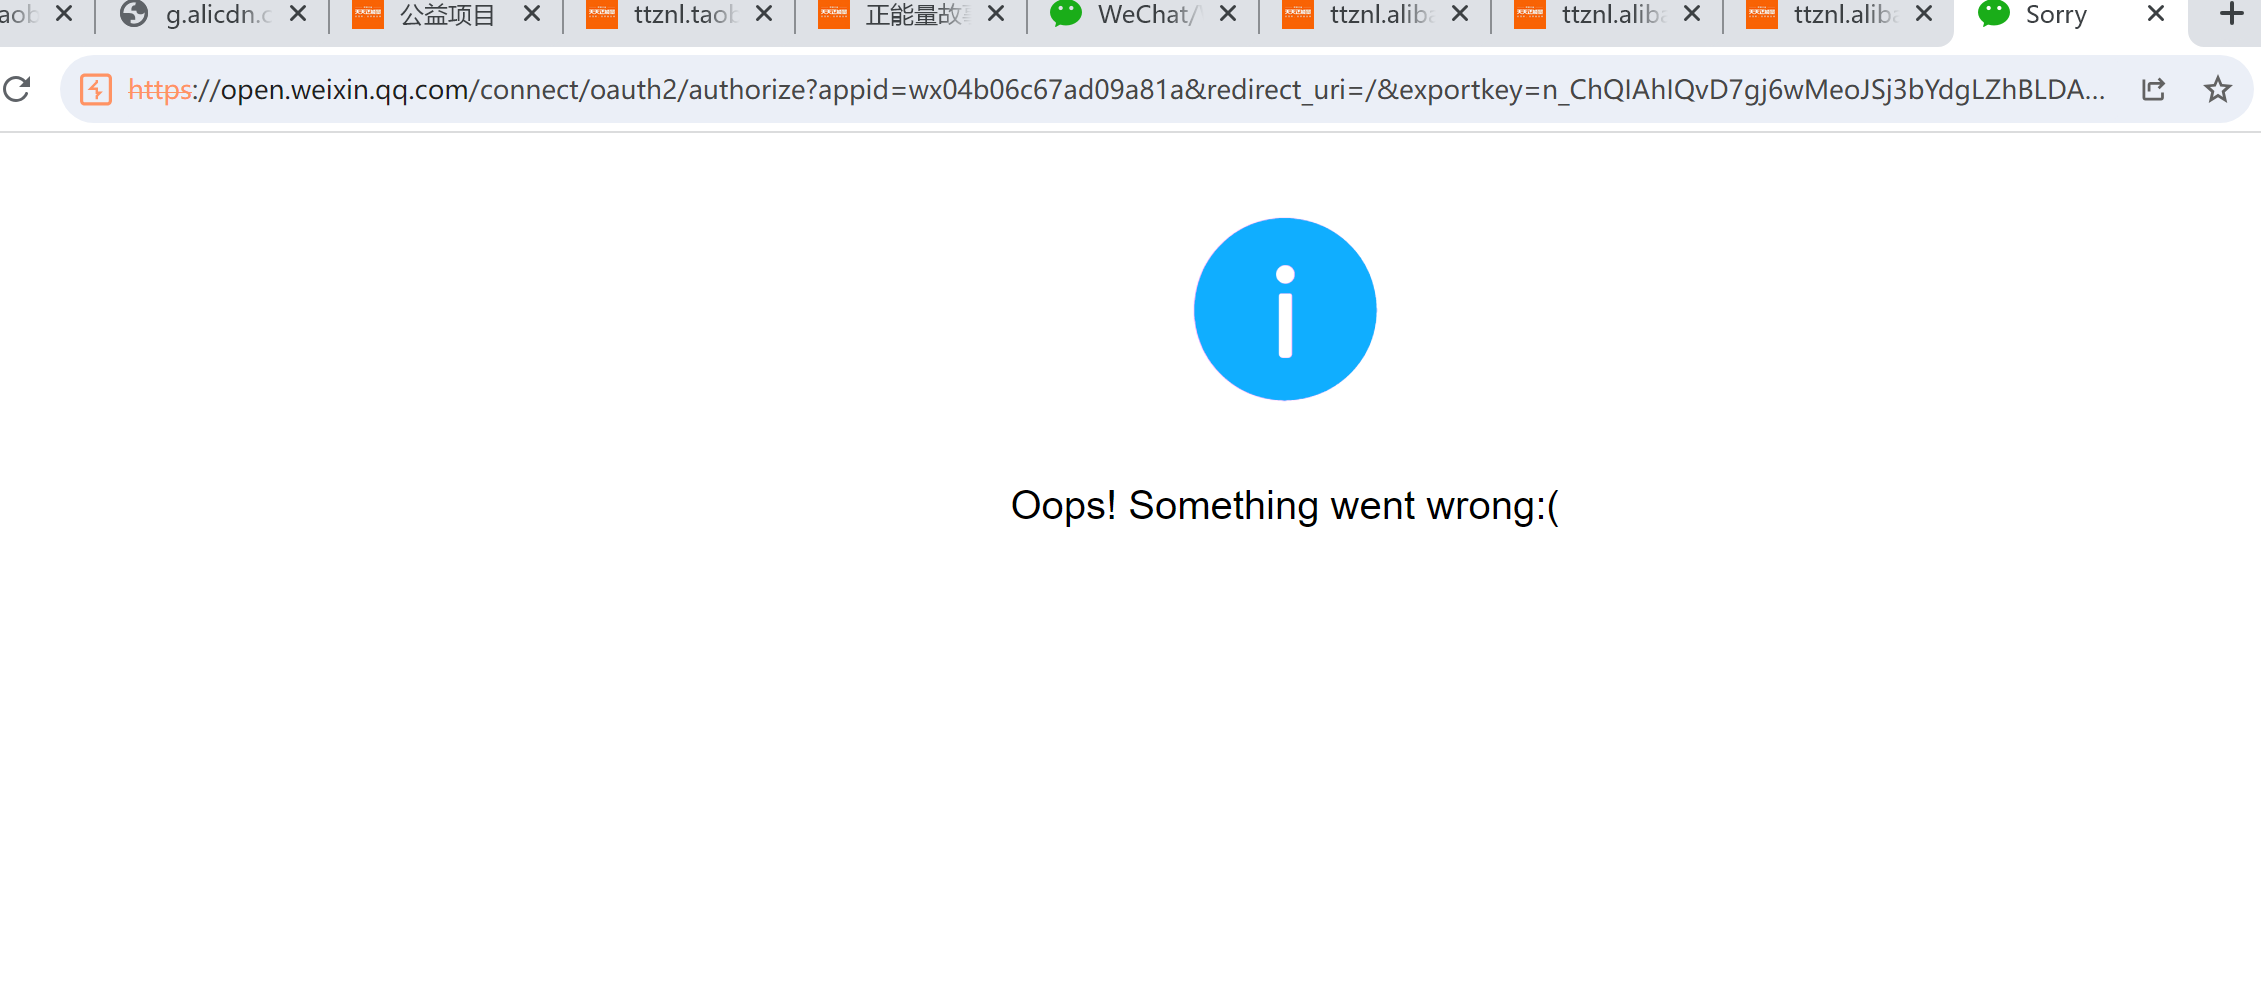 aob
g.alicdn.c
公益项目
ttznl.taob
正能量故事
WeChat/
ttznl.aliba
ttznl.aliba
ttznl.aliba
Sorry
https://open.weixin.qq.com/connect/oauth2/authorize?appid=wx04b06c67ad09a81a&redirect_uri=/&exportkey=n_ChQIAhIQvD7gj6wMeoJSj3bYdgLZhBLDA...
Oops! Something went wrong:(